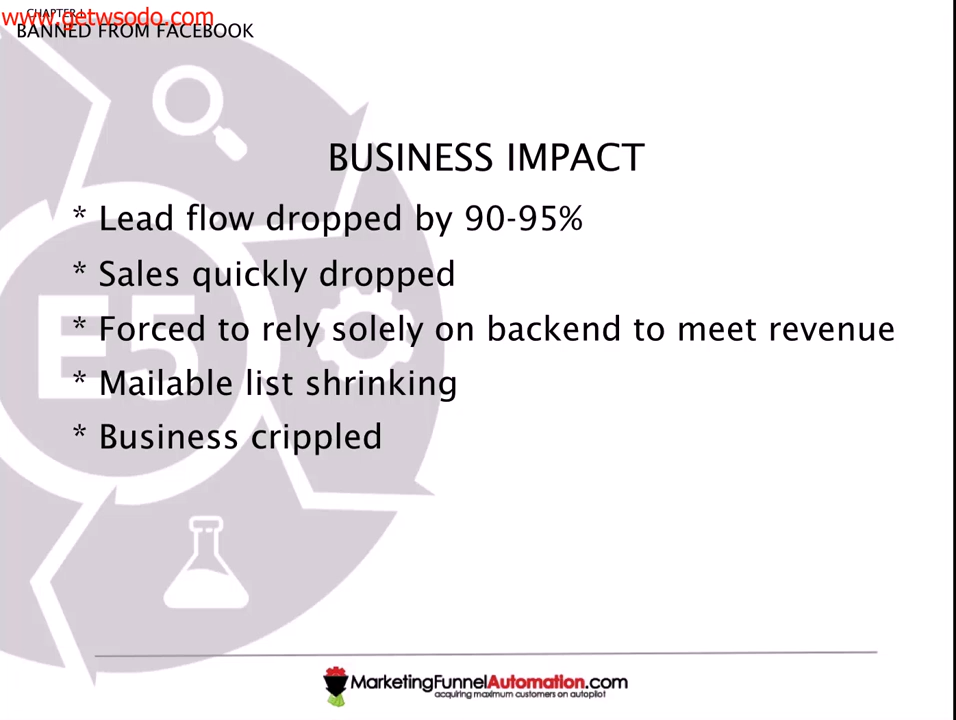 www.getwsodo.com
CHAPTER I
BANNED FROM FACEBOOK
BUSINESS IMPACT
* Lead flow dropped by 90-95%
* Sales quickly dropped
* Forced to rely solely on backend to meet revenue
* Mailable list shrinking
* Business crippled
E5
MarketingFunnelAutomation.com
acquiring maximum customers on autopilot